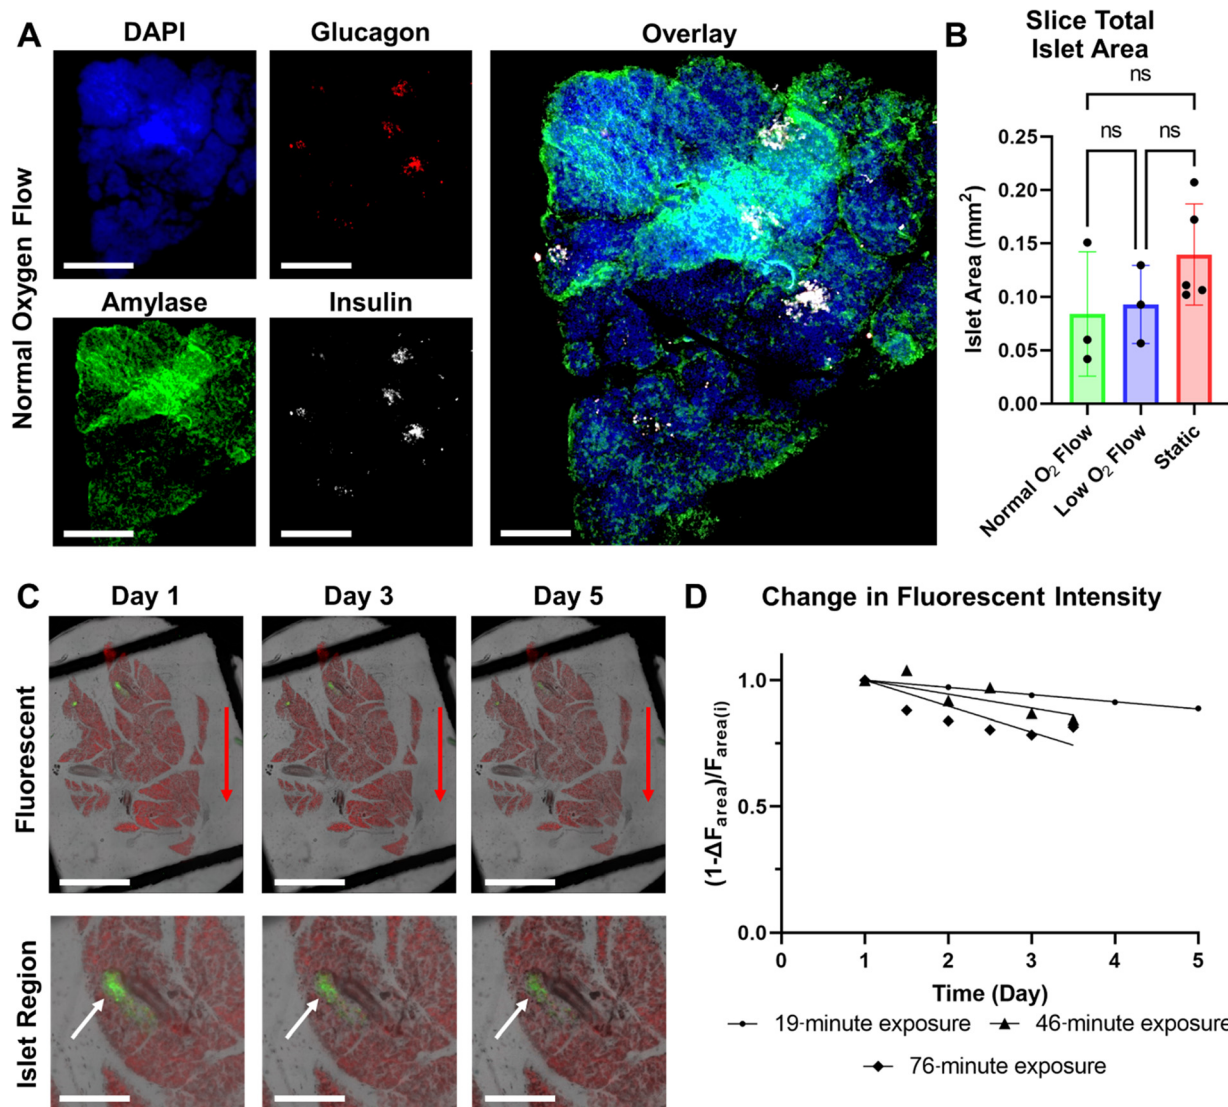 A
DAPI
Glucagon
Overlay
Normal Oxygen Flow
Amylase
Insulin
B
Slice Total
Islet Area
ns
ns
ns
Islet Area (mm²)
0.25
0.20
0.15
0.10
0.05
0.00
Normal O₂ Flow
Low O₂ Flow
Static
C
Day 1
Day 3
Day 5
Fluorescent
Islet Region
D
Change in Fluorescent Intensity
(1-ΔF_area)/F_area(i)
1.0
0.5
0.0
0 1 2 3 4 5
Time (Day)
19-minute exposure 46-minute exposure
76-minute exposure